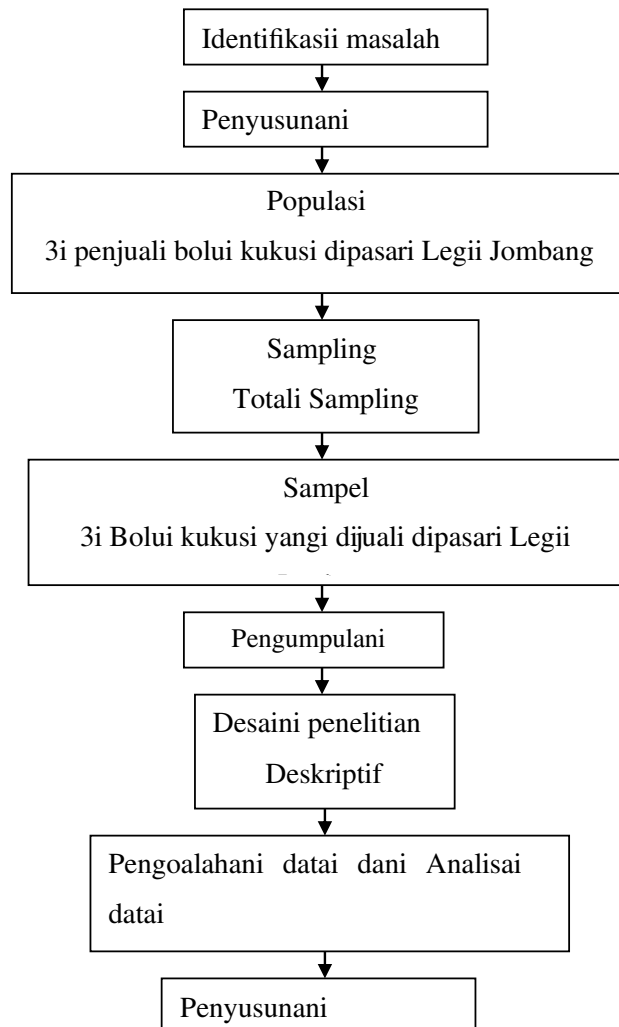 Identifikasii masalah
Penyusunani
Populasi
3i penjuali bolui kukusi dipasari Legii Jombang
Sampling
Totali Sampling
Sampel
3i Bolui kukusi yangi dijuali dipasari Legii
Pengumpulani
Desaini penelitian
Deskriptif
Pengoalahani datai dani Analisai
datai
Penyusunani